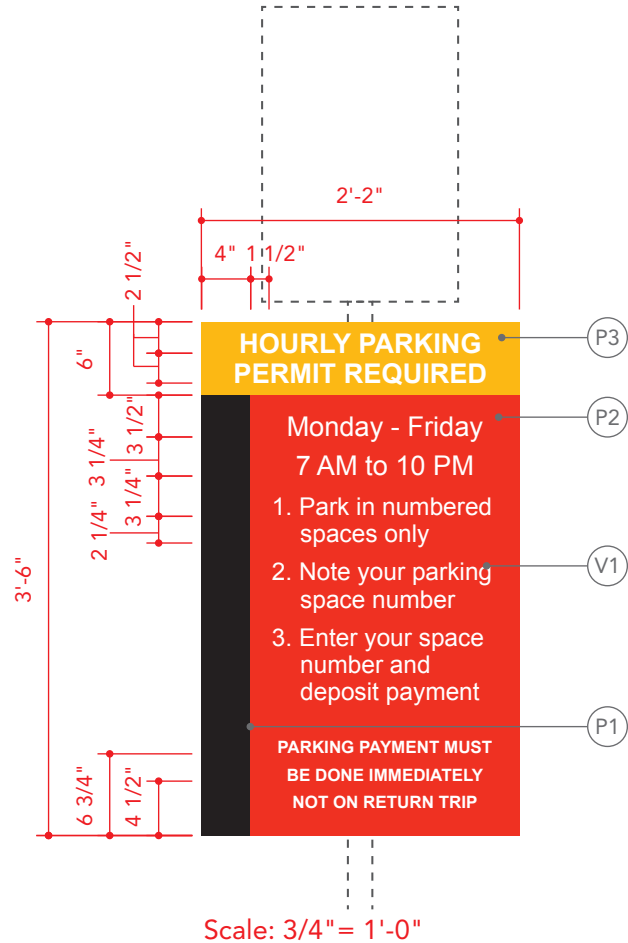 2'-2"
4" 1 1/2"
2 1/2"
6"
HOURLY PARKING
PERMIT REQUIRED
P3
3 1/2"
3 1/4"
3 1/4"
2 1/4"
Monday - Friday
7 AM to 10 PM
P2
1. Park in numbered
spaces only
2. Note your parking
space number
V1
3'-6"
3. Enter your space
number and
deposit payment
P1
PARKING PAYMENT MUST
BE DONE IMMEDIATELY
NOT ON RETURN TRIP
6 3/4"
4 1/2"
Scale: 3/4"= 1'-0"